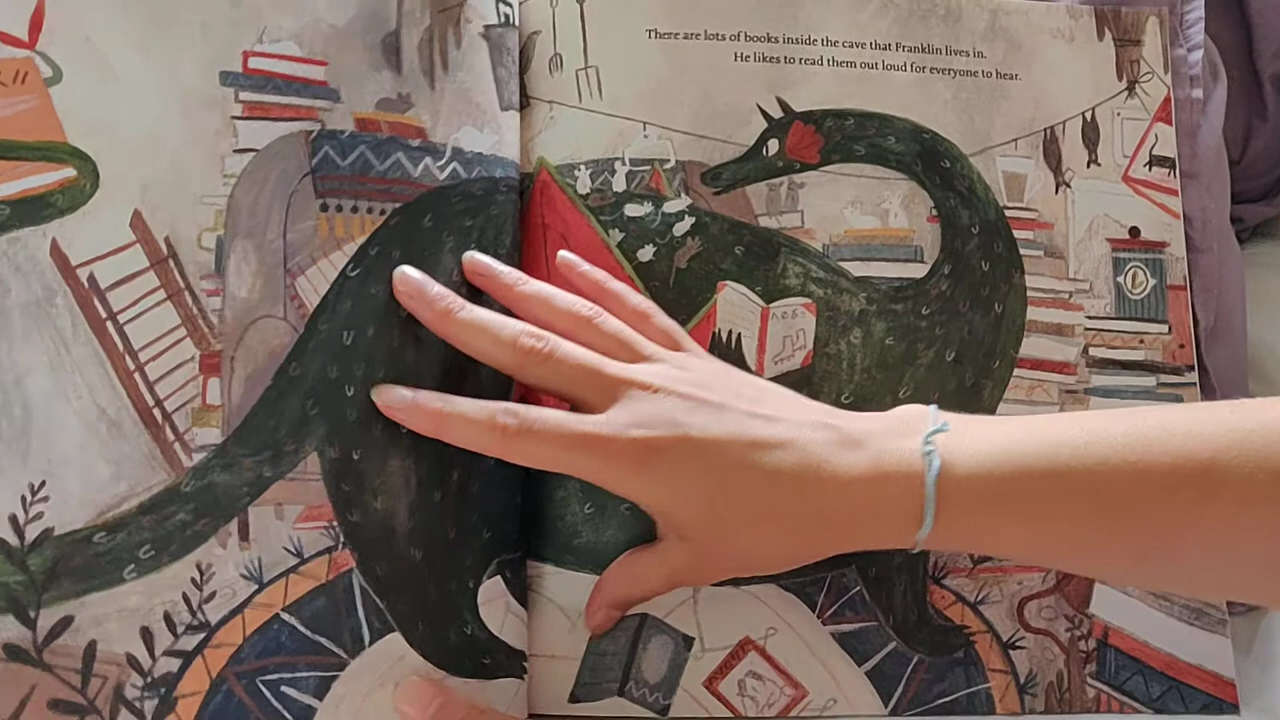 There are lots of books inside the cave that Franklin lives in.
He likes to read them out loud for everyone to hear.